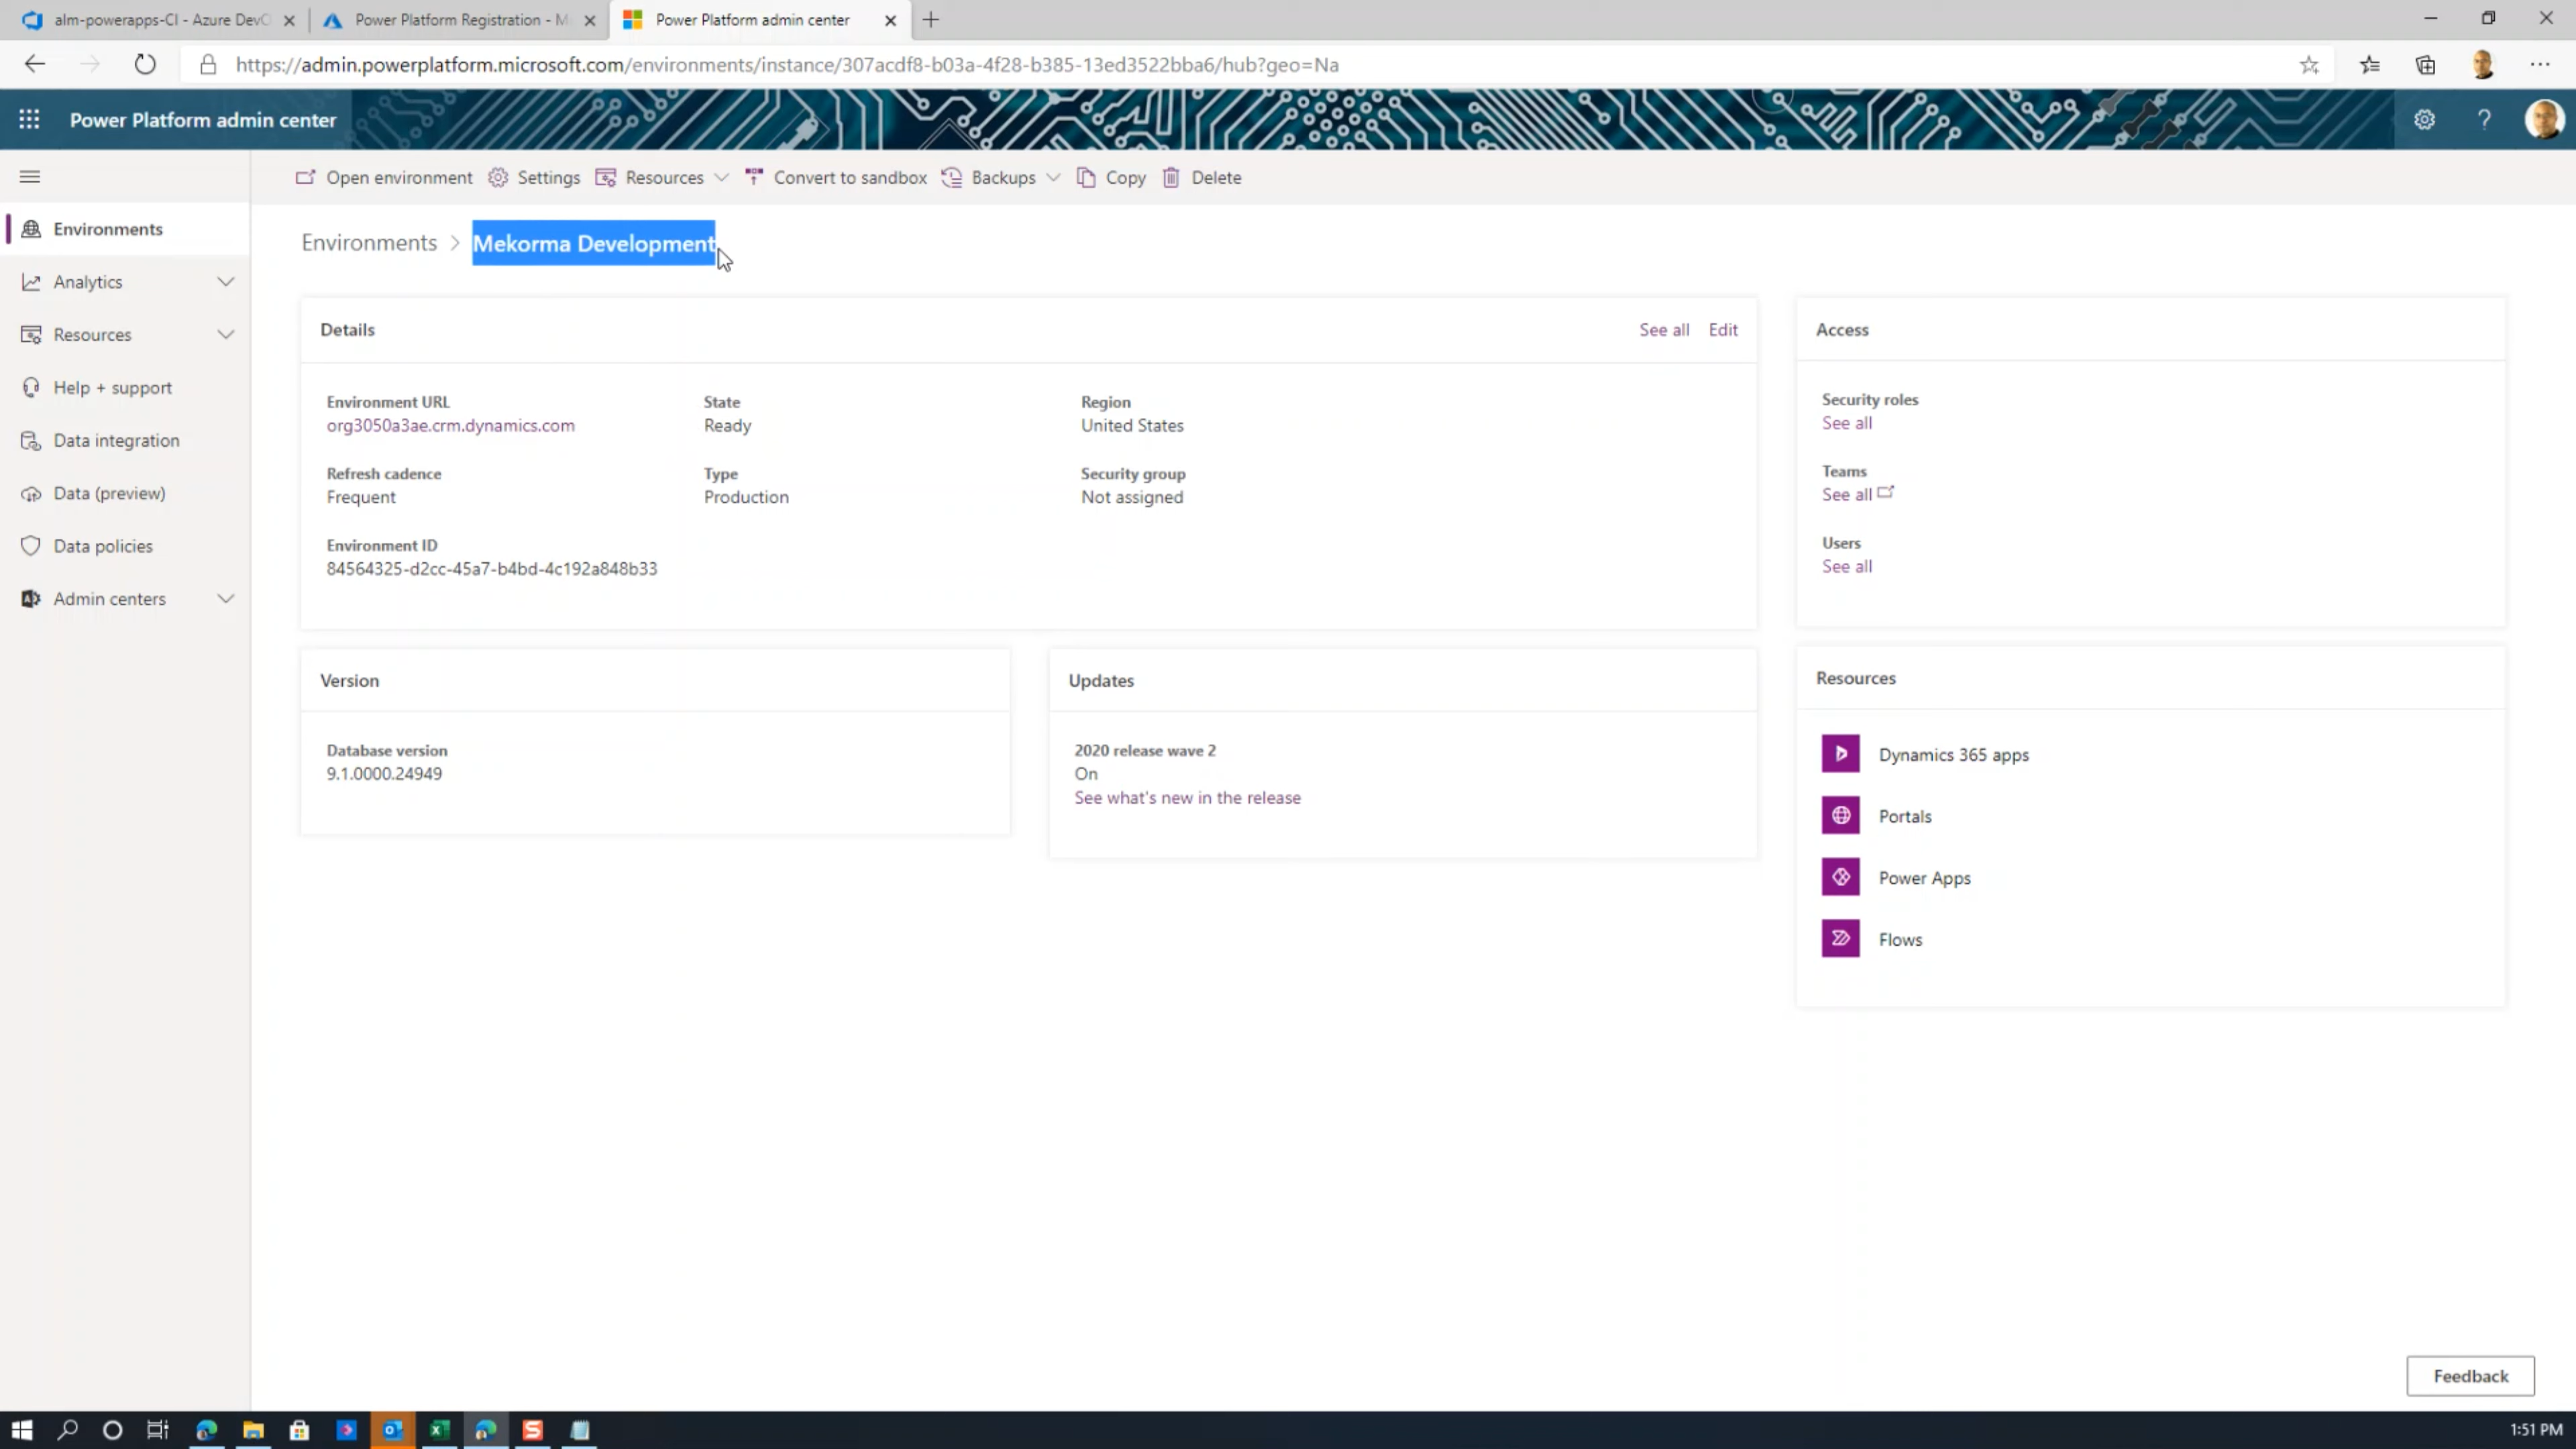 alm-powerapps-CI - Azure DevO
Power Platform Registration - M
Power Platform admin center
https://admin.powerplatform.microsoft.com/environments/instance/307acdf8-b03a-4f28-b385-13ed3522bba6/hub?geo=Na
Power Platform admin center
Open environment Settings Resources Convert to sandbox Backups Copy Delete
Environments
Analytics
Resources
Help + support
Data integration
Data (preview)
Data policies
Admin centers
Environments > Mekorma Development
Details
See all Edit
Environment URL
org3050a3ae.crm.dynamics.com
State
Ready
Region
United States
Refresh cadence
Frequent
Type
Production
Security group
Not assigned
Environment ID
84564325-d2cc-45a7-b4bd-4c192a848b33
Access
Security roles
See all
Teams
See all
Users
See all
Version
Database version
9.1.0000.24949
Updates
2020 release wave 2
On
See what's new in the release
Resources
Dynamics 365 apps
Portals
Power Apps
Flows
Feedback
1:51 PM